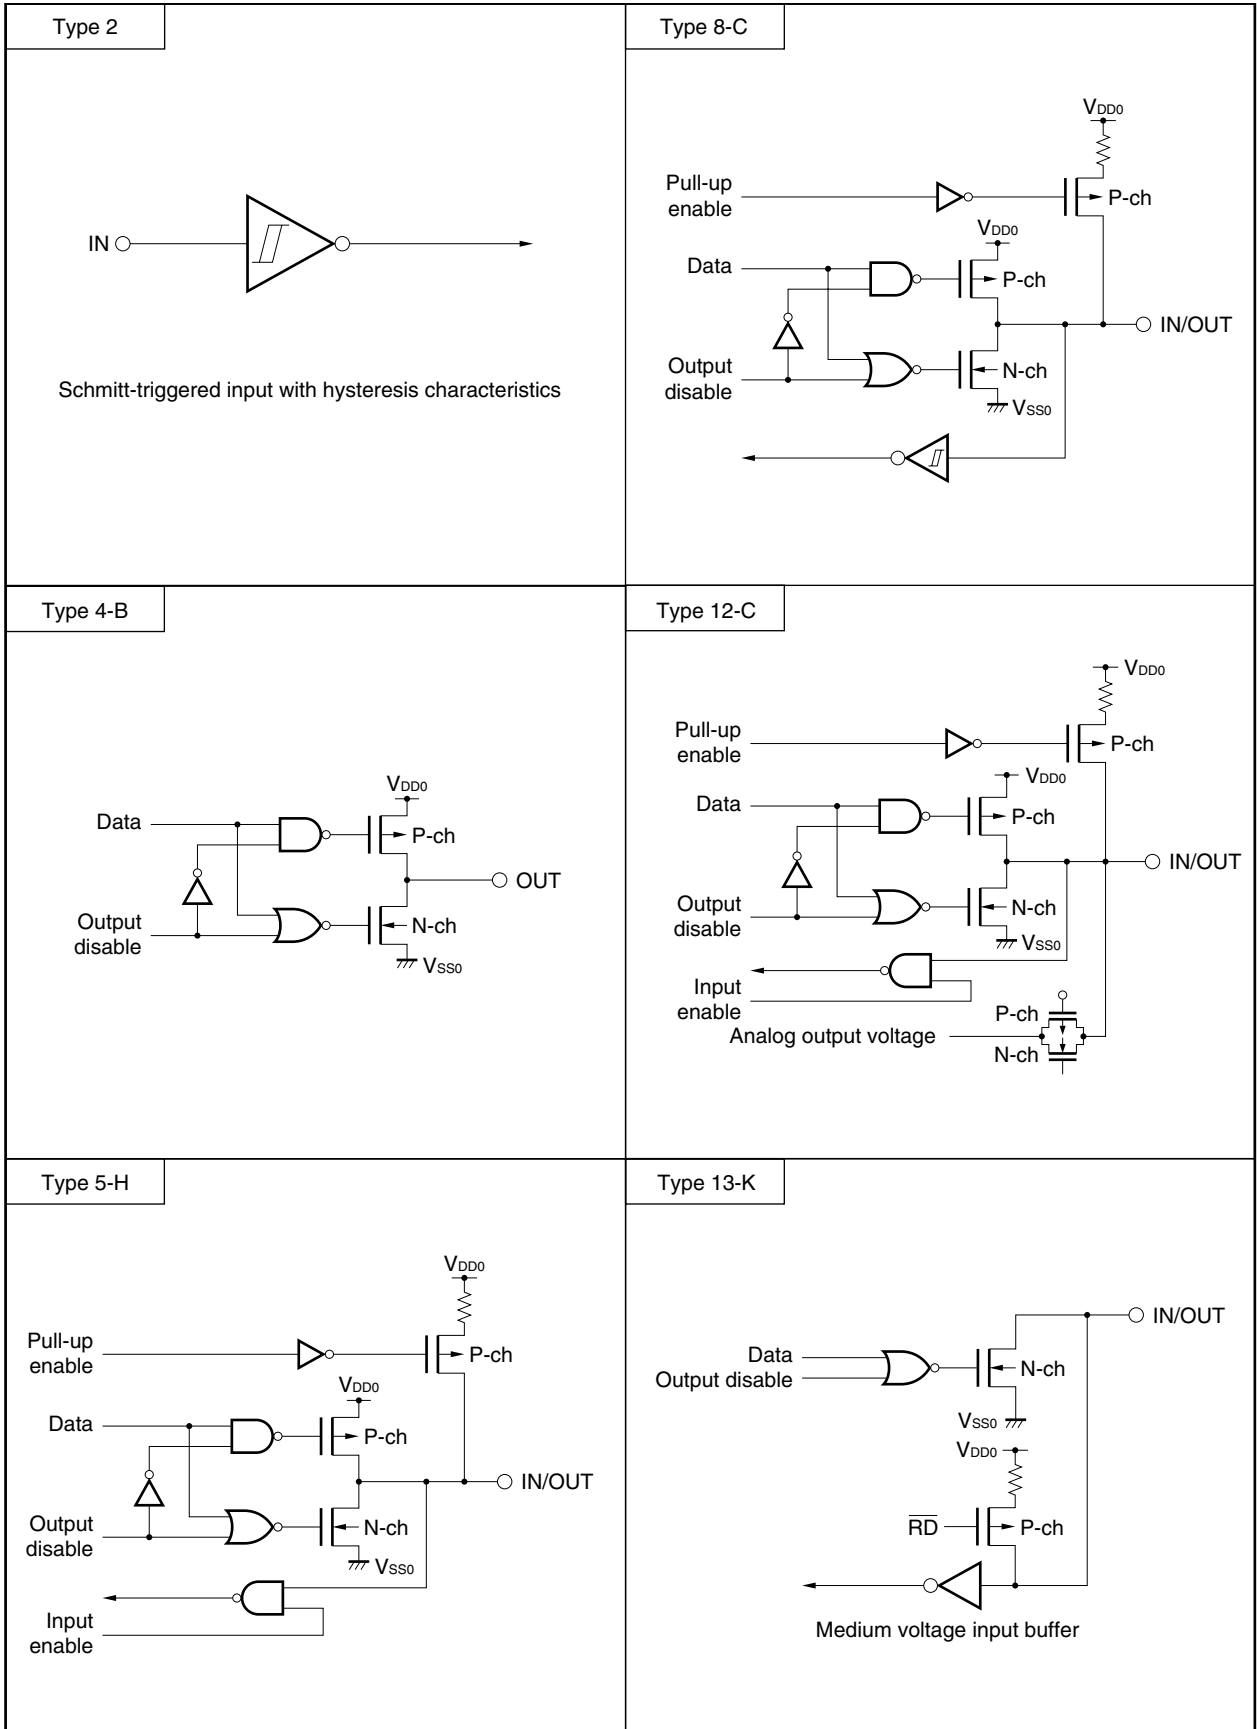 Type 2
IN
Schmitt-triggered input with hysteresis characteristics
Type 8-C
VDD0
Pull-up
enable
P-ch
VDD0
Data
P-ch
IN/OUT
Output
disable
N-ch
VSS0
Type 4-B
VDD0
Data
P-ch
OUT
Output
disable
N-ch
VSS0
Type 12-C
VDD0
Pull-up
enable
P-ch
VDD0
Data
P-ch
IN/OUT
Output
disable
N-ch
VSS0
Input
enable
P-ch
Analog output voltage
N-ch
Type 5-H
VDD0
Pull-up
enable
P-ch
VDD0
Data
P-ch
IN/OUT
Output
disable
N-ch
VSS0
Input
enable
Type 13-K
IN/OUT
Data
Output disable
N-ch
VSS0
VDD0
R̅D̅
P-ch
Medium voltage input buffer